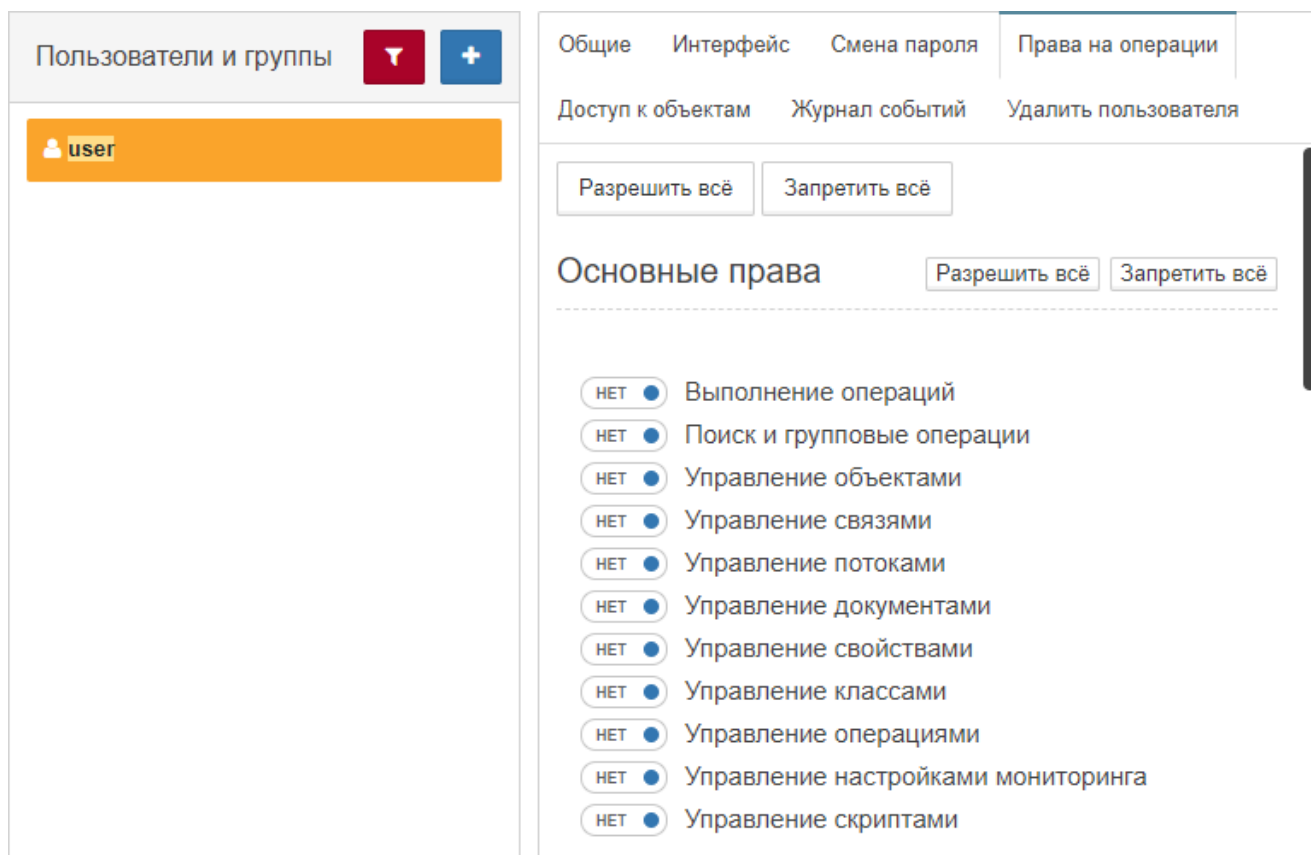 Пользователи и группы
user
Общие Интерфейс Смена пароля Права на операции
Доступ к объектам Журнал событий Удалить пользователя
Разрешить всё Запретить всё
Основные права Разрешить всё Запретить всё
НЕТ Выполнение операций
НЕТ Поиск и групповые операции
НЕТ Управление объектами
НЕТ Управление связями
НЕТ Управление потоками
НЕТ Управление документами
НЕТ Управление свойствами
НЕТ Управление классами
НЕТ Управление операциями
НЕТ Управление настройками мониторинга
НЕТ Управление скриптами